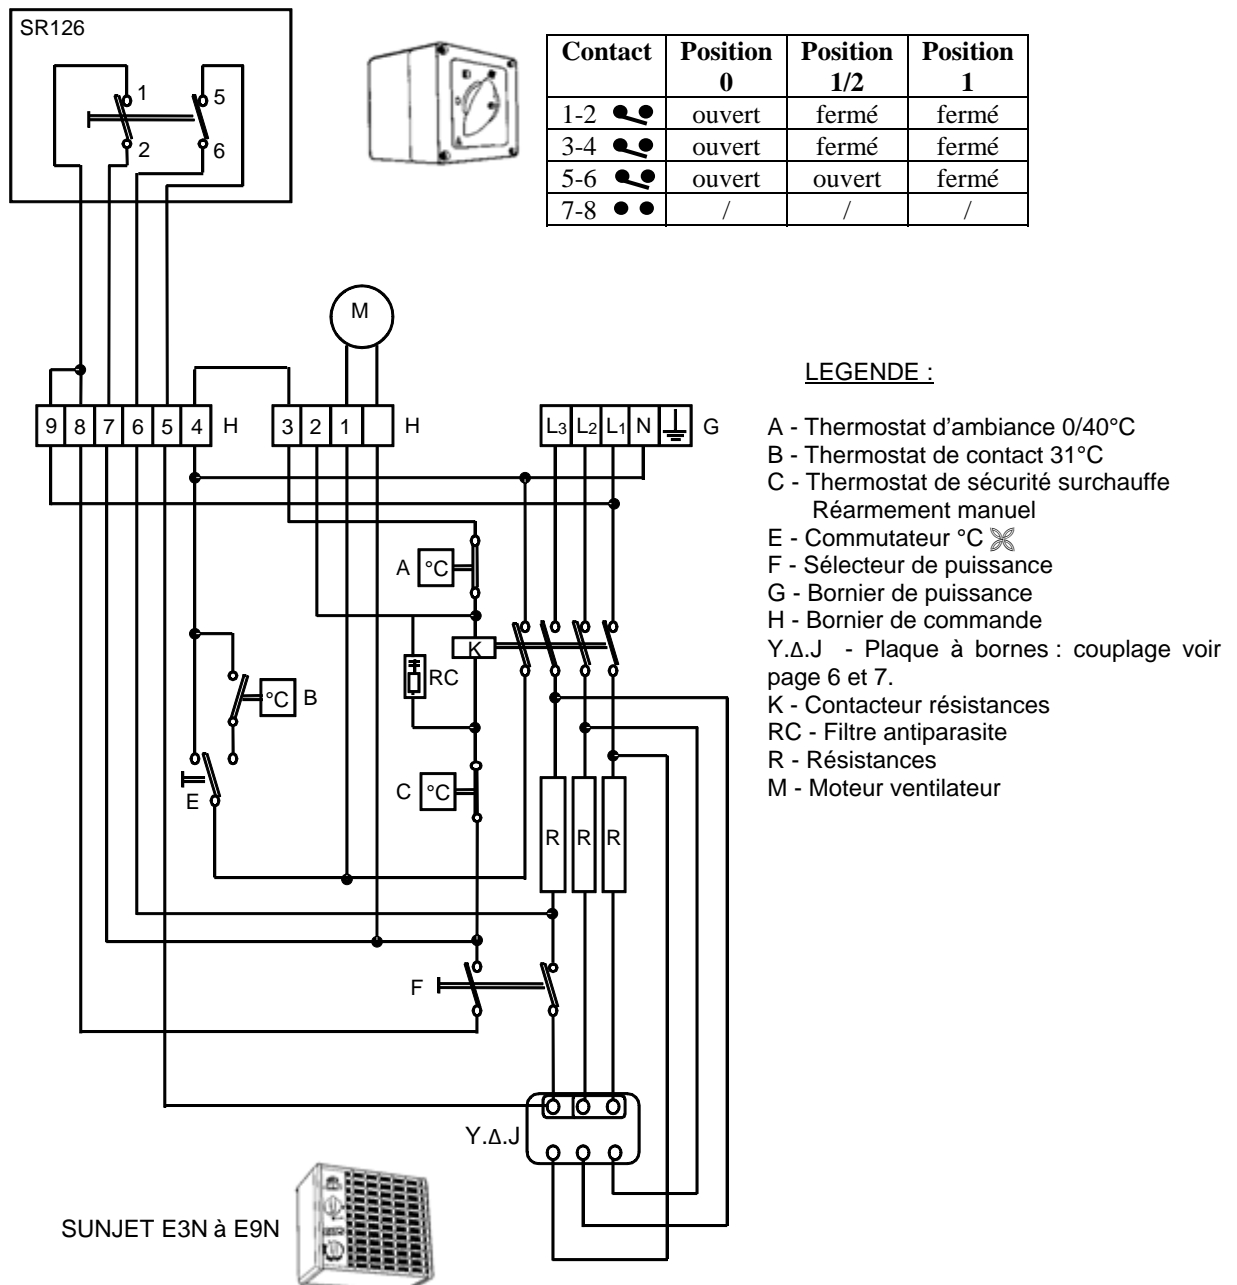 SR126
1
5
2
6
Contact Position 0 Position 1/2 Position 1
1-2 ouvert fermé fermé
3-4 ouvert fermé fermé
5-6 ouvert ouvert fermé
7-8 / / /
M
9 8 7 6 5 4 H
3 2 1 H
L3 L2 L1 N G
LEGENDE :
A - Thermostat d'ambiance 0/40°C
B - Thermostat de contact 31°C
C - Thermostat de sécurité surchauffe
Réarmement manuel
E - Commutateur °C
F - Sélecteur de puissance
G - Bornier de puissance
H - Bornier de commande
Y.Δ.J - Plaque à bornes : couplage voir
page 6 et 7.
K - Contacteur résistances
RC - Filtre antiparasite
R - Résistances
M - Moteur ventilateur
A °C
K
RC
°C B
E
C °C
R R R
F
Y.Δ.J
SUNJET E3N à E9N